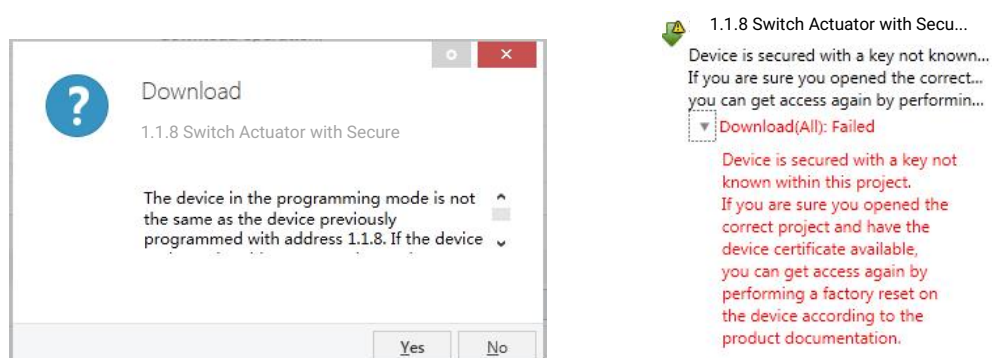 Download
1.1.8 Switch Actuator with Secure
The device in the programming mode is not
the same as the device previously
programmed with address 1.1.8. If the device
Yes
No
1.1.8 Switch Actuator with Secu...
Device is secured with a key not known...
If you are sure you opened the correct...
you can get access again by performin...
Download(All): Failed
Device is secured with a key not
known within this project.
If you are sure you opened the
correct project and have the
device certificate available,
you can get access again by
performing a factory reset on
the device according to the
product documentation.